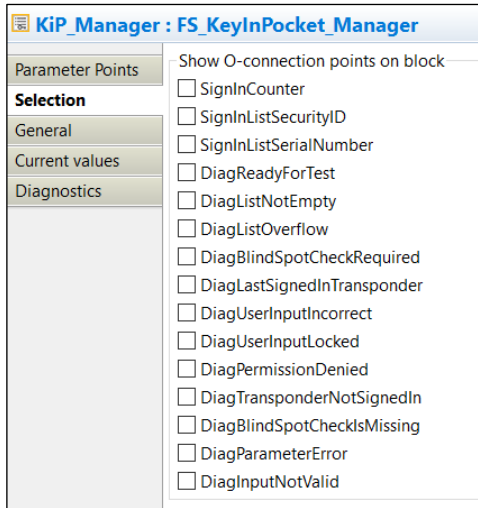 KiP_Manager : FS_KeyInPocket_Manager
Parameter Points
Selection
General
Current values
Diagnostics
Show O-connection points on block
SignInCounter
SignInListSecurityID
SignInListSerialNumber
DiagReadyForTest
DiagListNotEmpty
DiagListOverflow
DiagBlindSpotCheckRequired
DiagLastSignedInTransponder
DiagUserInputIncorrect
DiagUserInputLocked
DiagPermissionDenied
DiagTransponderNotSignedIn
DiagBlindSpotCheckIsMissing
DiagParameterError
DiagInputNotValid